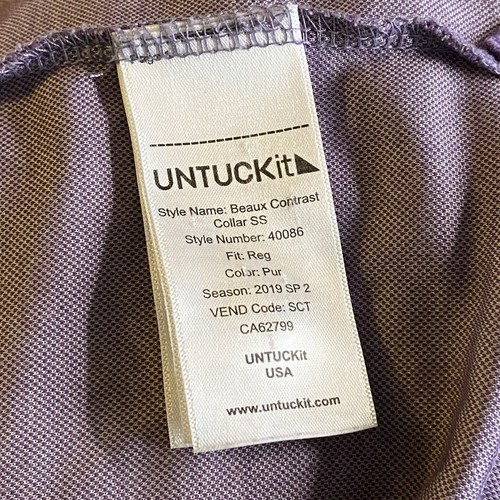 UNTUCKit
Style Name: Beaux Contrast
Collar SS
Style Number: 40086
Fit: Reg
Color: Pur
Season: 2019 SP 2
VEND Code: SCT
CA62799
UNTUCKit
USA
www.untuckit.com